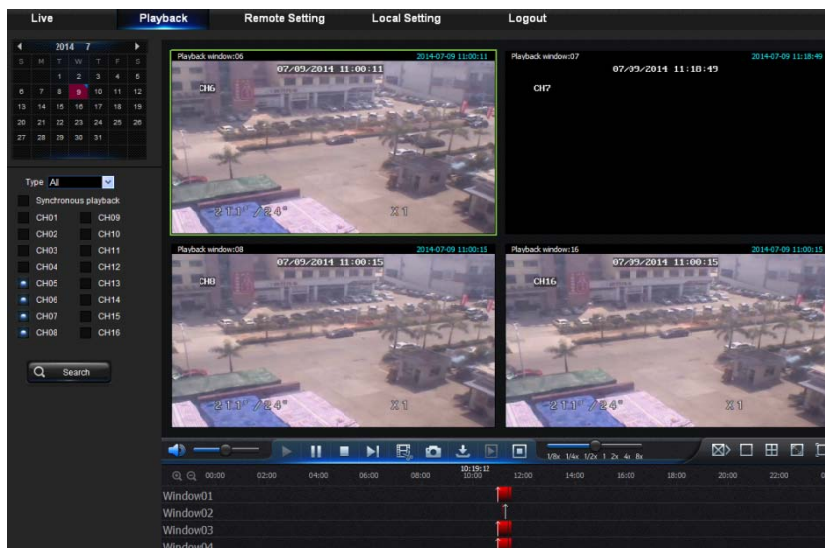 Live Playback Remote Setting Local Setting Logout
2014 7
S M T W T F S
1 2 3 4 5
6 7 8 9 10 11 12
13 14 15 16 17 18 19
20 21 22 23 24 25 26
27 28 29 30 31
Type All
Synchronous playback
CH01 CH09
CH02 CH10
CH03 CH11
CH04 CH12
CH05 CH13
CH06 CH14
CH07 CH15
CH08 CH16
Search
Playback window:06 2014-07-09 11:00:11
07/09/2014 11:00:11
CH6
-211°/24° X1
Playback window:07 2014-07-09 11:18:49
07/09/2014 11:18:49
CH7
Playback window:08 2014-07-09 11:00:15
07/09/2014 11:00:15
CH8
-211°/24° X1
Playback window:16 2014-07-09 11:00:15
07/09/2014 11:00:15
CH16
-211°/24° X1
1/8x 1/4x 1/2x 1 2x 4x 8x
10:19:12
00:00 02:00 04:00 06:00 08:00 10:00 12:00 14:00 16:00 18:00 20:00 22:00
Window01
Window02
Window03
Window04